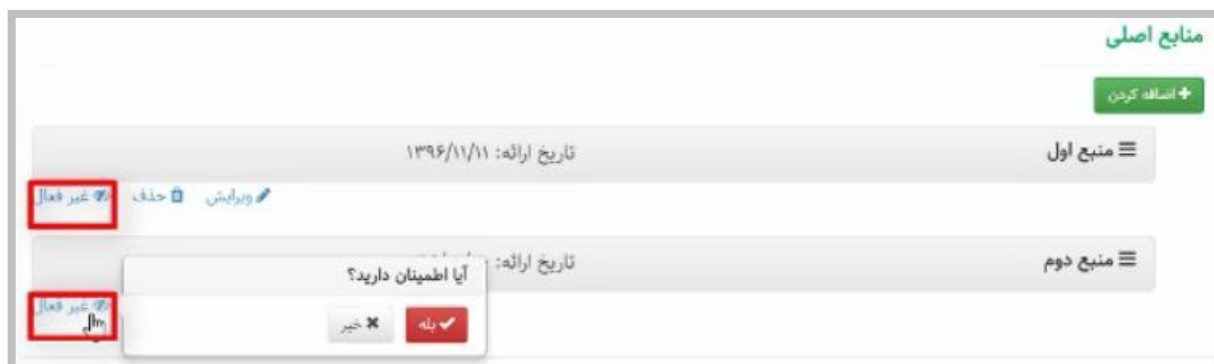 منابع اصلی
اضافه کردن
منبع اول تاریخ ارائه: ۱۳۹۶/۱۱/۱۱
ویرایش حذف غیر فعال
منبع دوم تاریخ ارائه:
آیا اطمینان دارید؟
غیر فعال
بله خیر